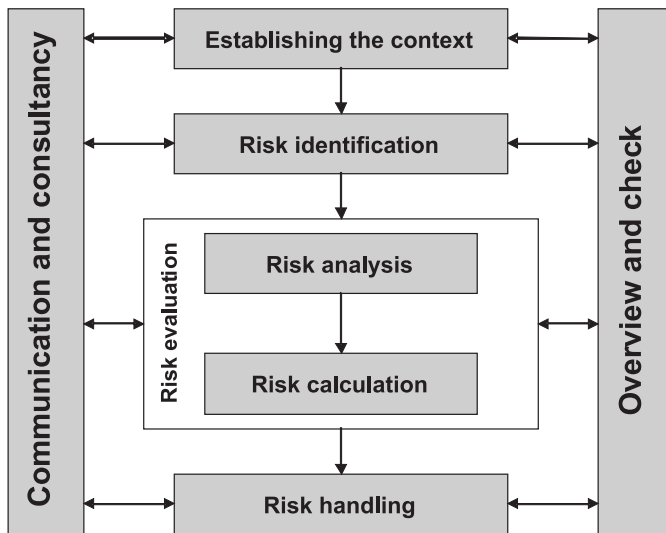 Communication and consultancy
Establishing the context
Risk identification
Risk evaluation
Risk analysis
Risk calculation
Risk handling
Overview and check